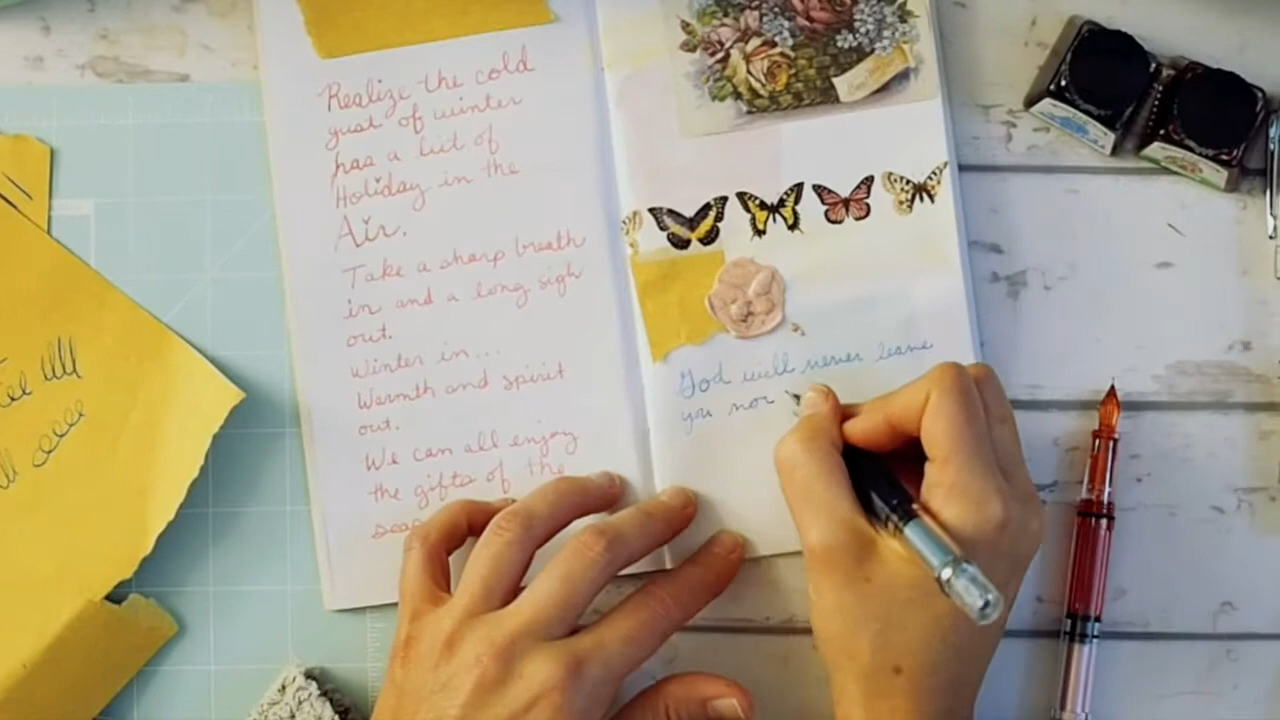 Realize the cold
gust of winter
has a bit of
Holiday in the
Air.
Take a sharp breath
in and a long sigh
out.
Winter in...
Warmth and spirit
out.
We can all enjoy
the gifts of the
God will never leave
you nor